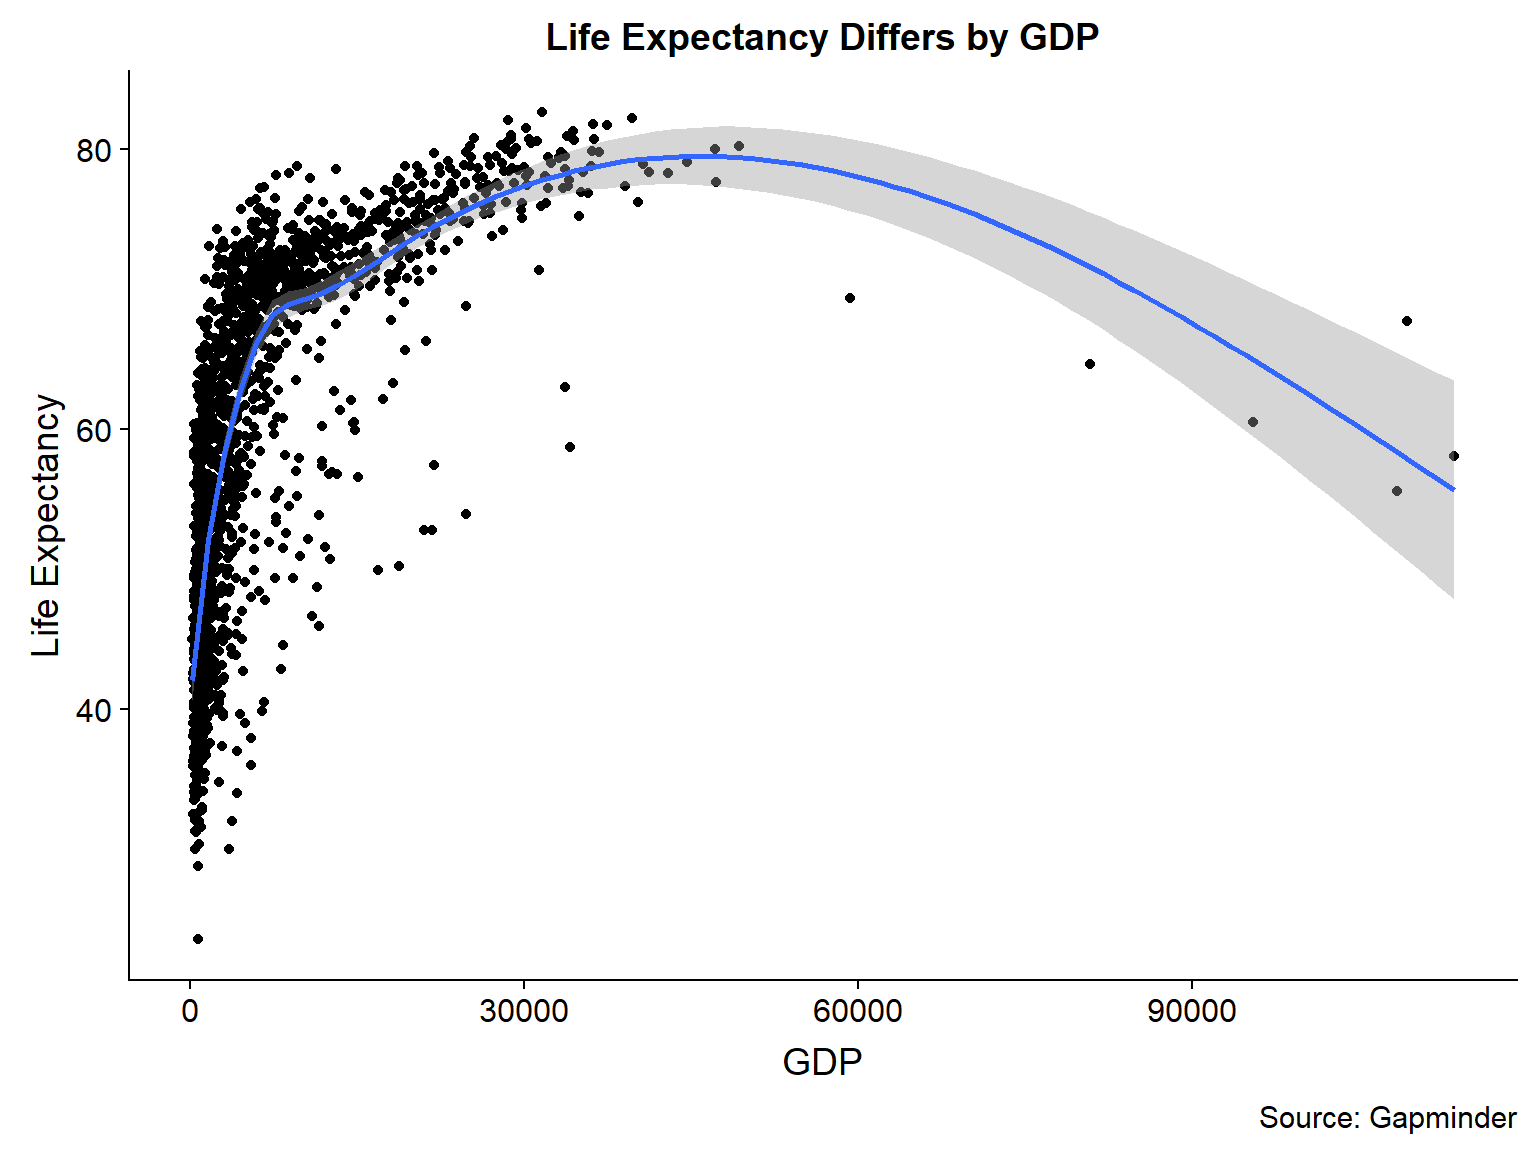 Life Expectancy Differs by GDP
Life Expectancy
80
60
40
0
30000
60000
90000
GDP
Source: Gapminder